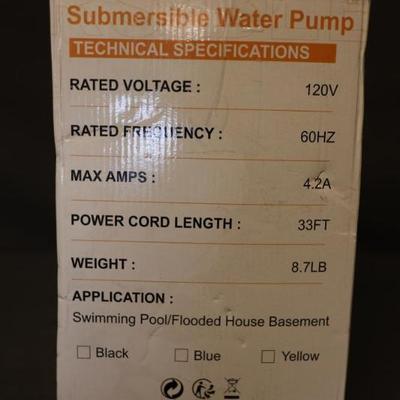 Submersible Water Pump
TECHNICAL SPECIFICATIONS
RATED VOLTAGE : 120V
RATED FREQUENCY : 60HZ
MAX AMPS : 4.2A
POWER CORD LENGTH : 33FT
WEIGHT : 8.7LB
APPLICATION :
Swimming Pool/Flooded House Basement
Black Blue Yellow